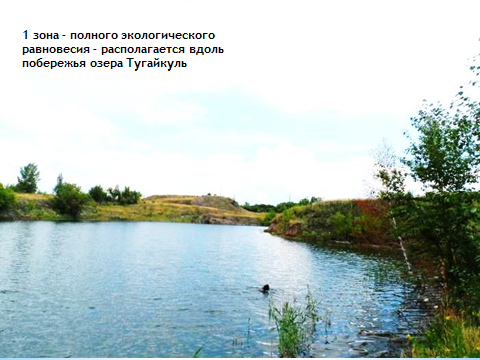 1 зона - полного экологического
равновесия - располагается вдоль
побережья озера Тугайкуль